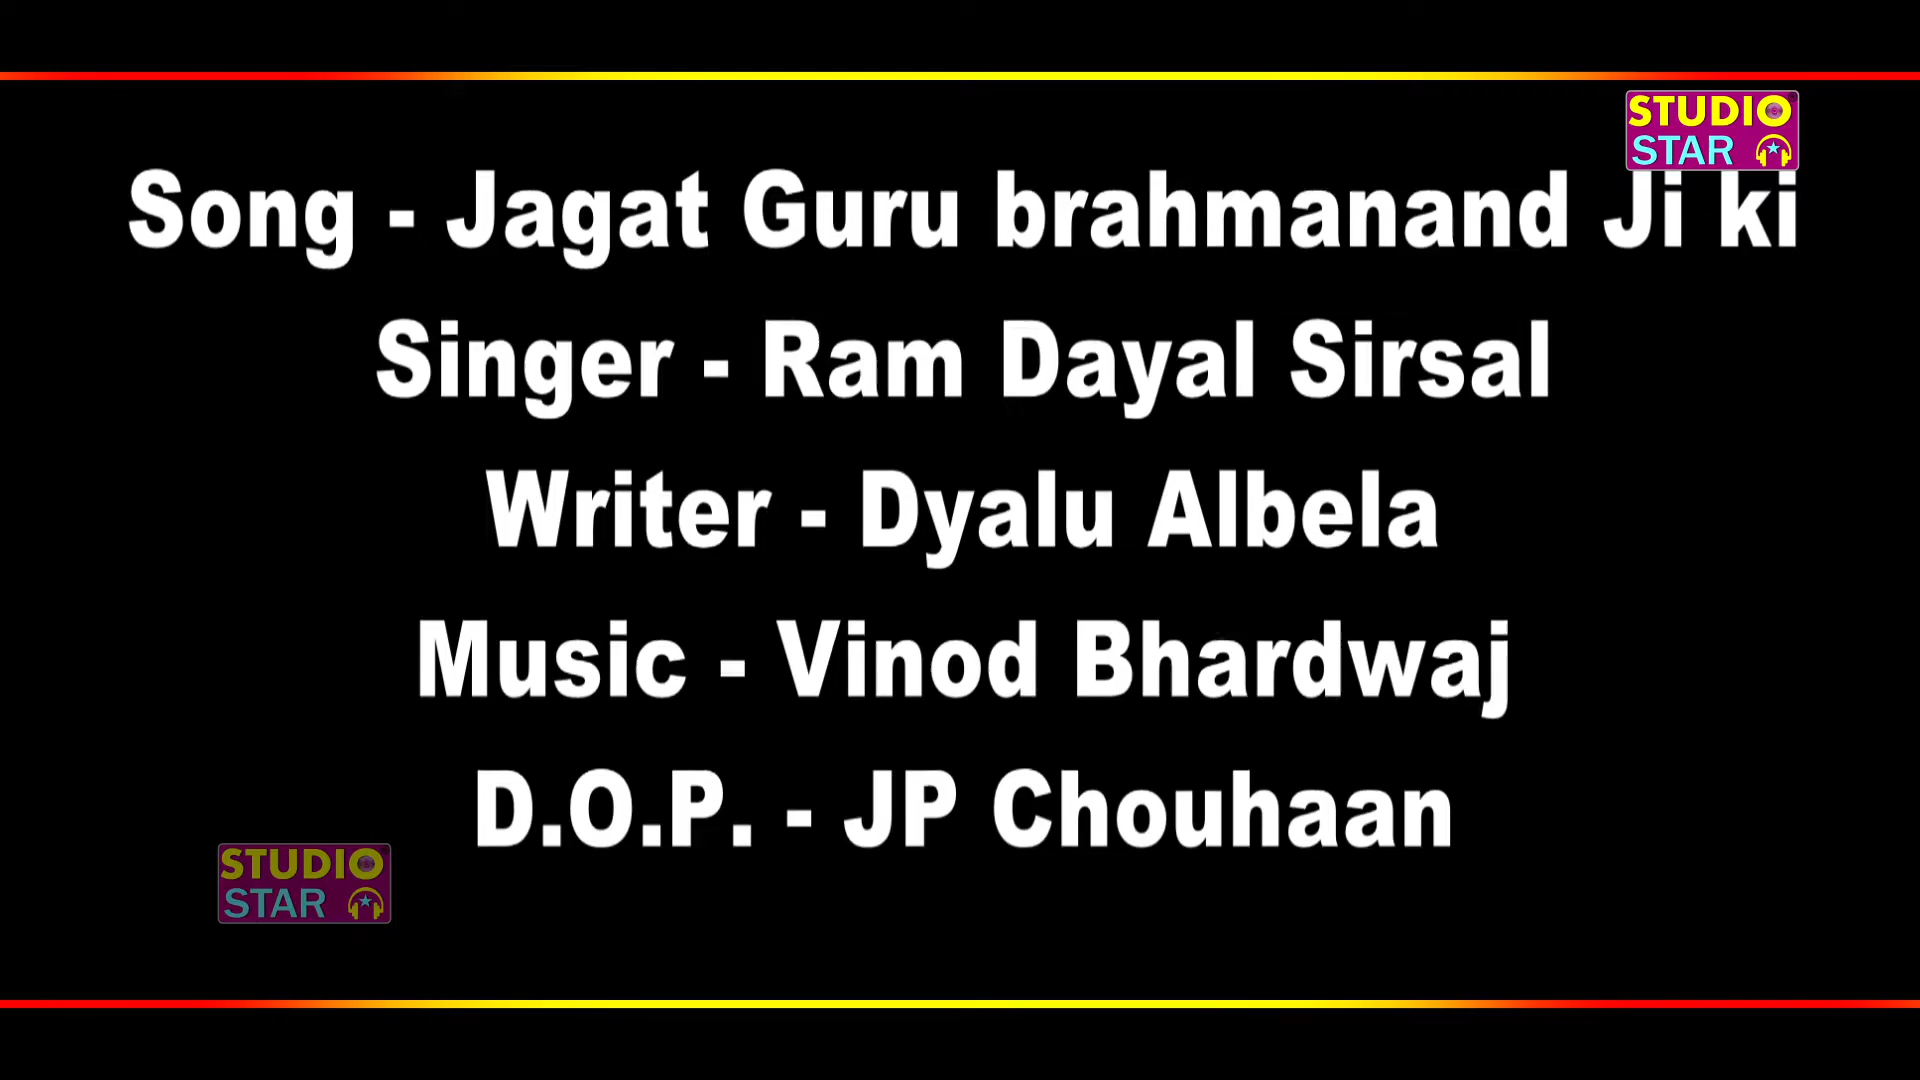 STUDIO
STAR
Song - Jagat Guru brahmanand Ji ki
Singer - Ram Dayal Sirsal
Writer - Dyalu Albela
Music - Vinod Bhardwaj
D.O.P. - JP Chouhaan
STUDIO
STAR